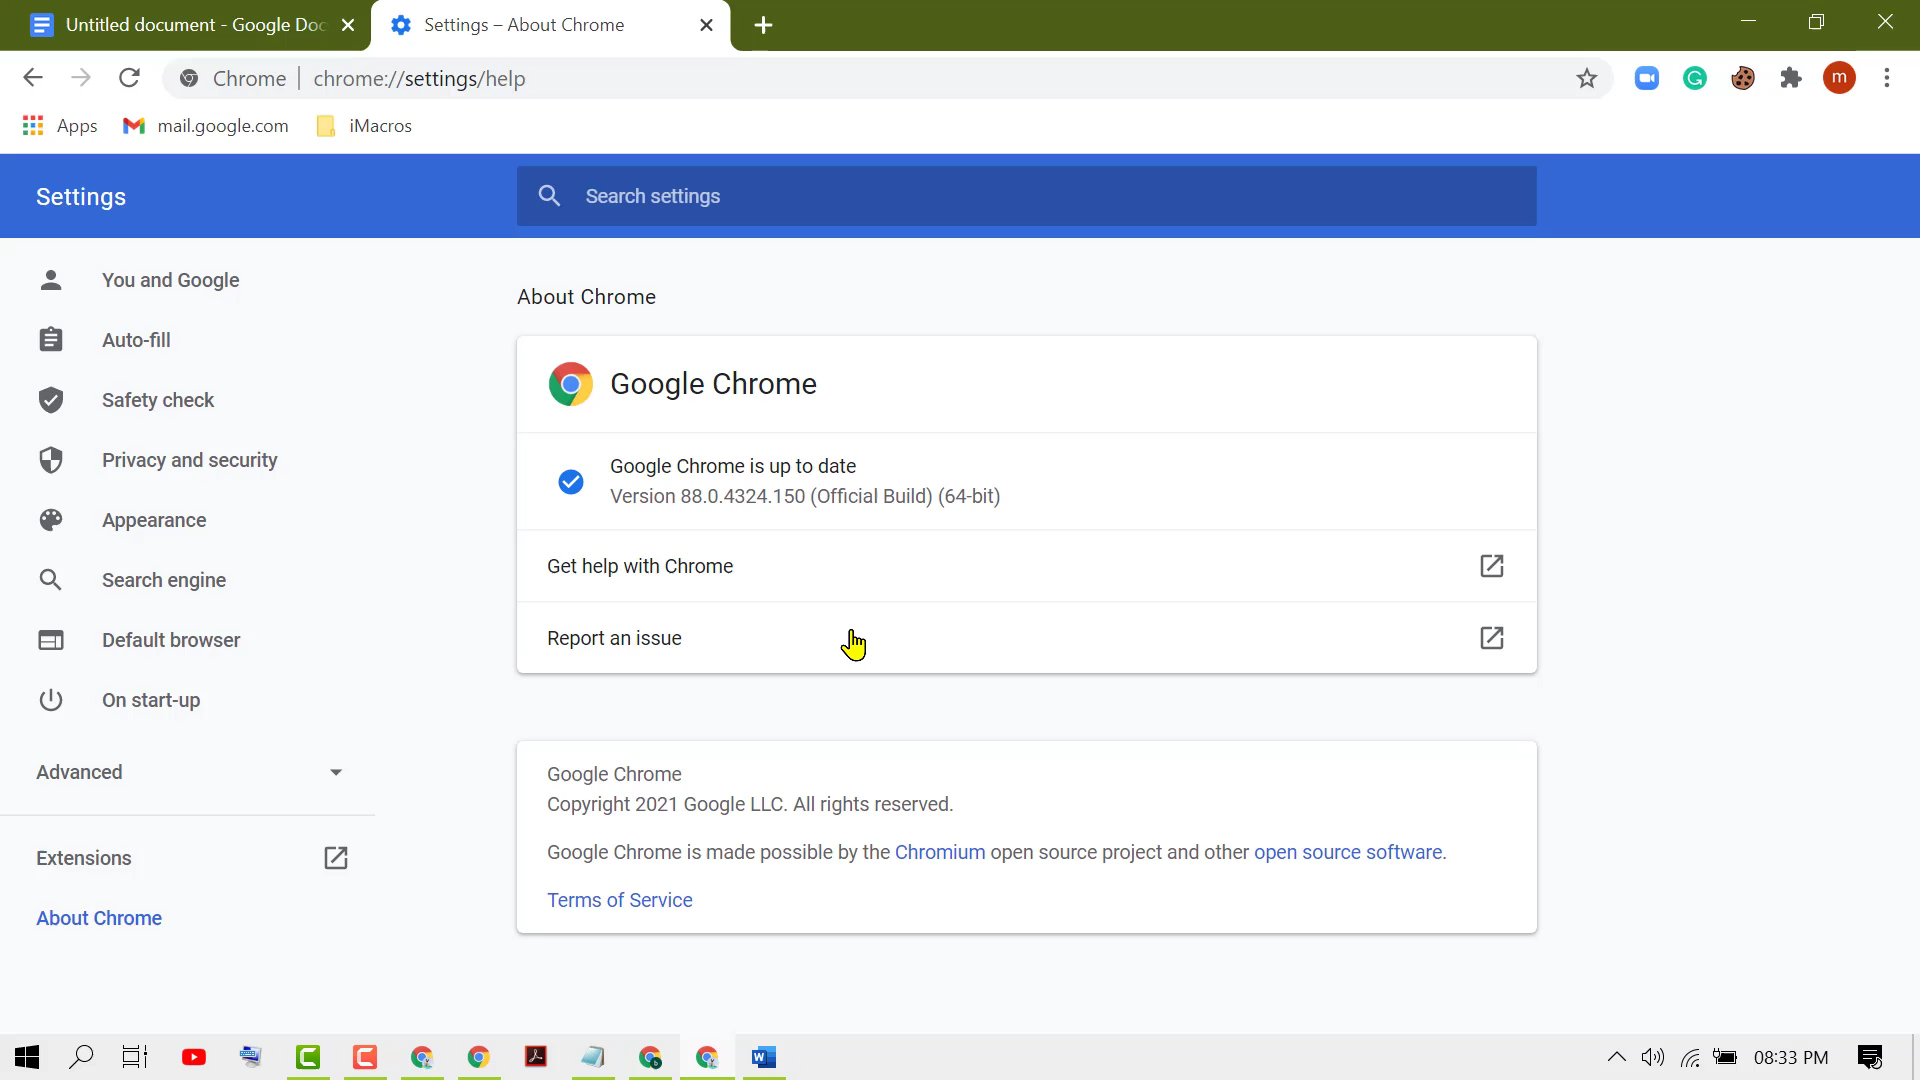 Untitled document - Google Doc
Settings – About Chrome
Chrome
chrome://settings/help
m
Apps
mail.google.com
iMacros
Settings
Search settings
You and Google
Auto-fill
Safety check
Privacy and security
Appearance
Search engine
Default browser
On start-up
Advanced
Extensions
About Chrome
About Chrome
Google Chrome
Google Chrome is up to date
Version 88.0.4324.150 (Official Build) (64-bit)
Get help with Chrome
Report an issue
Google Chrome
Copyright 2021 Google LLC. All rights reserved.
Google Chrome is made possible by the Chromium open source project and other open source software.
Terms of Service
08:33 PM